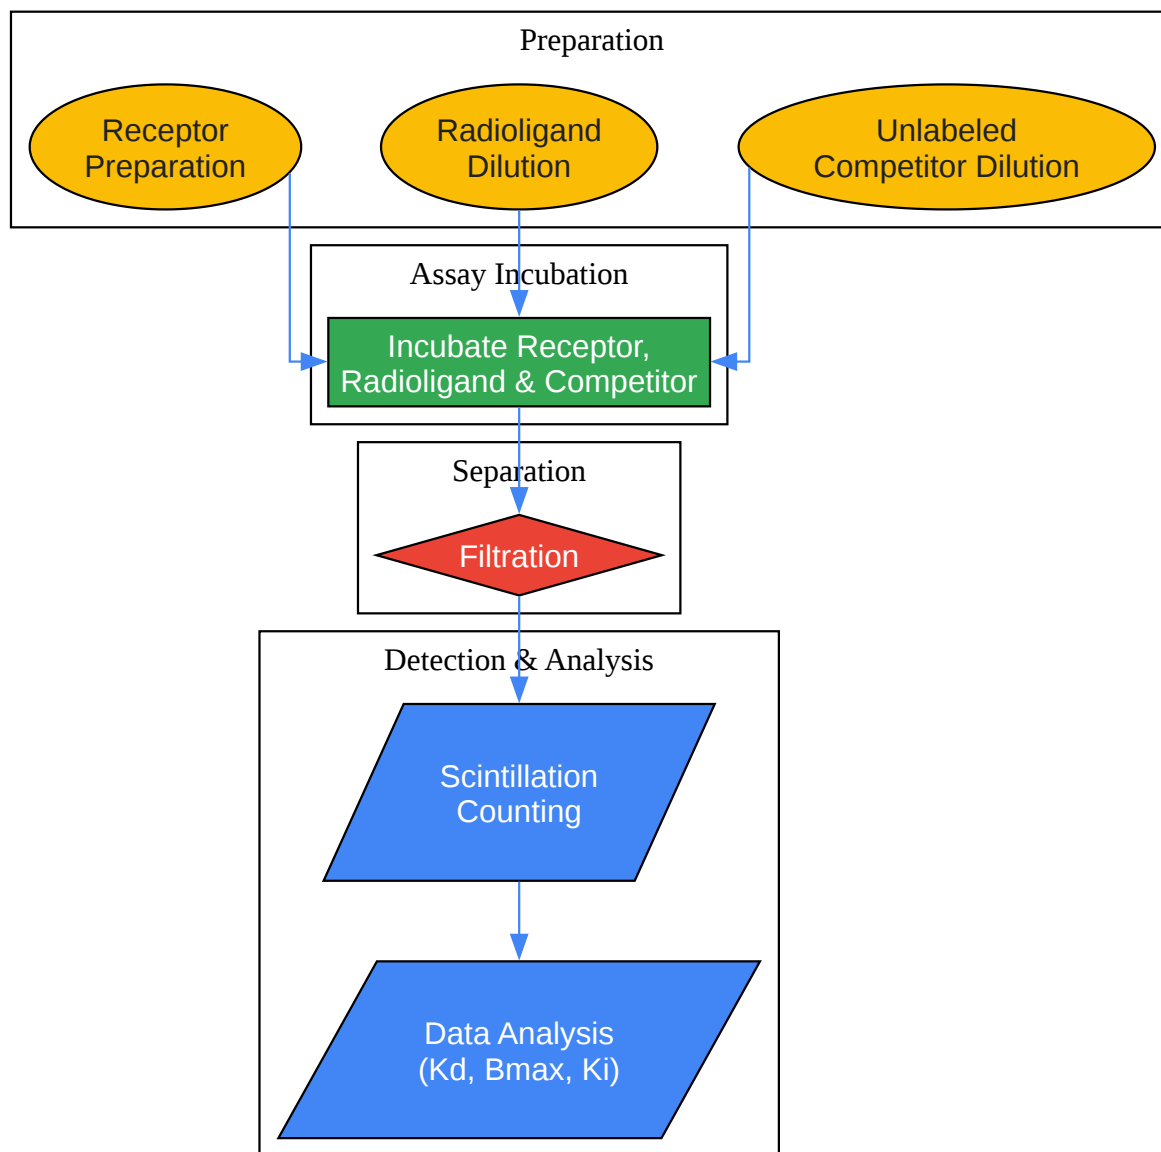 Preparation
Receptor
Preparation
Radioligand
Dilution
Unlabeled
Competitor Dilution
Assay Incubation
Incubate Receptor,
Radioligand & Competitor
Separation
Filtration
Detection & Analysis
Scintillation
Counting
Data Analysis
(Kd, Bmax, Ki)